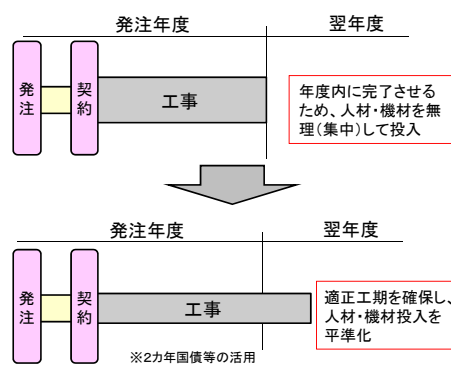 発注年度 翌年度
発注
契約
工事
年度内に完了させる
ため、人材・機材を無
理(集中)して投入
発注年度 翌年度
発注
契約
工事
適正工期を確保し、
人材・機材投入を
平準化
※2カ年国債等の活用